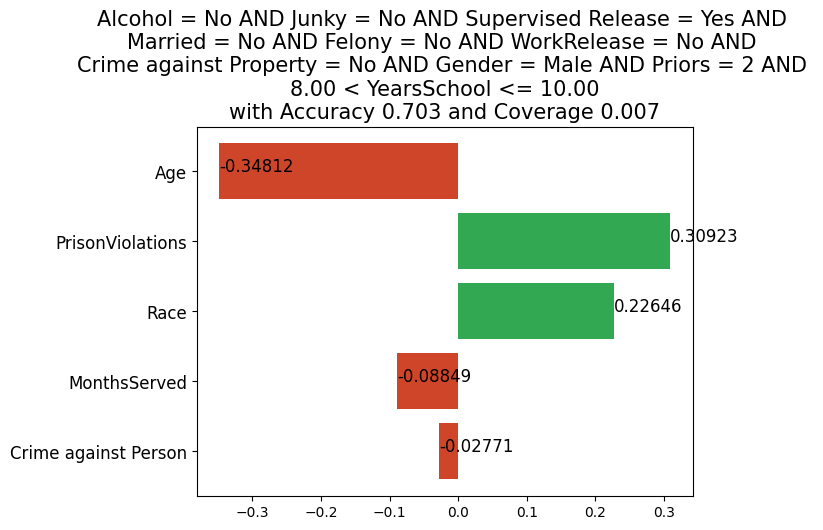 Alcohol = No AND Junky = No AND Supervised Release = Yes AND
Married = No AND Felony = No AND WorkRelease = No AND
Crime against Property = No AND Gender = Male AND Priors = 2 AND
8.00 < YearsSchool <= 10.00
with Accuracy 0.703 and Coverage 0.007
Age
-0.34812
PrisonViolations
0.30923
Race
0.22646
MonthsServed
-0.08849
Crime against Person
-0.02771
−0.3 −0.2 −0.1 0.0 0.1 0.2 0.3